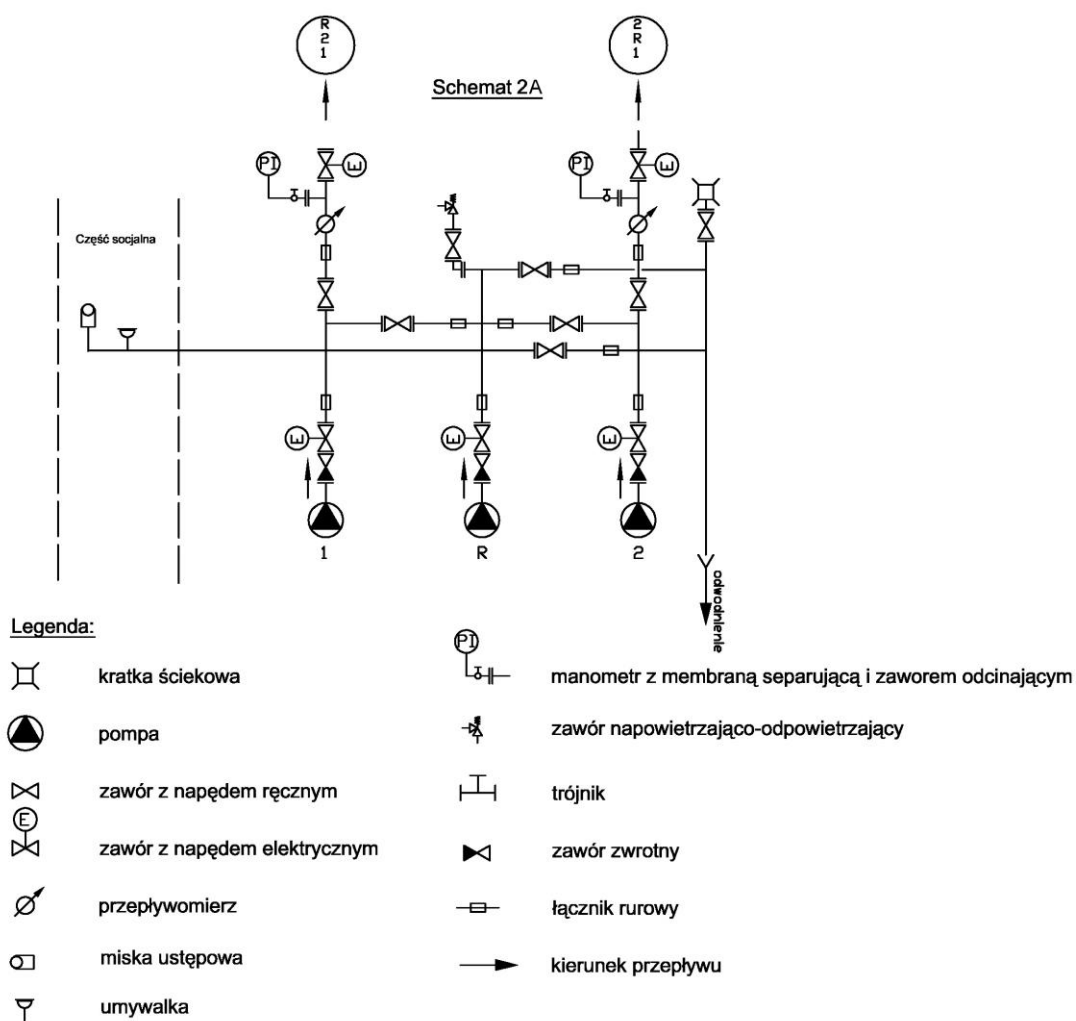 R
2
1
2
R
1
Schemat 2A
PI
E
PI
E
Część socjalna
E
E
E
1
R
2
odwodnienie
Legenda:
kratka ściekowa
pompa
zawór z napędem ręcznym
E
zawór z napędem elektrycznym
przepływomierz
miska ustępowa
umywalka
PI
manometr z membraną separującą i zaworem odcinającym
zawór napowietrzająco-odpowietrzający
trójnik
zawór zwrotny
łącznik rurowy
kierunek przepływu